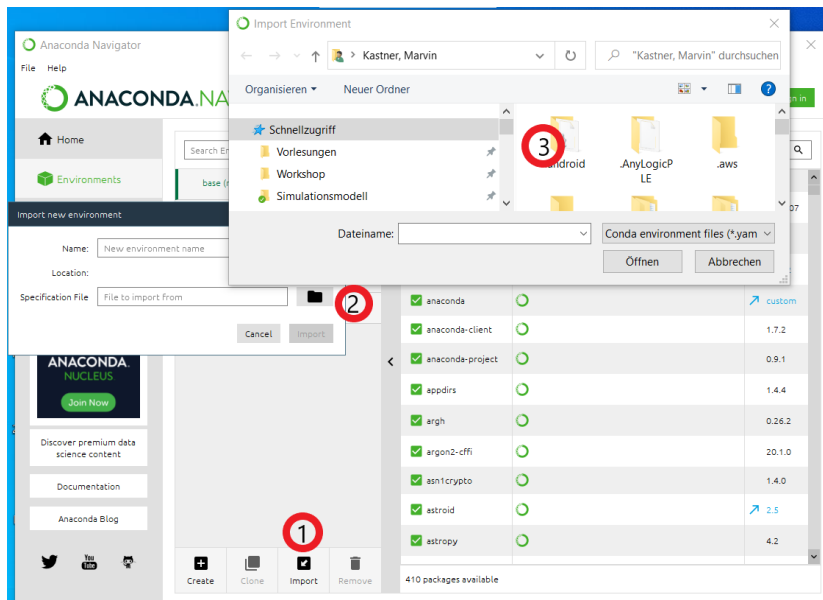 Anaconda Navigator
File Help
ANACONDA.NA
n in
Home
Environments
Search En
base (r
07
Import new environment
Name: New environment name
Location:
Specification File File to import from
2
Cancel Import
Import Environment
Kastner, Marvin
"Kastner, Marvin" durchsuchen
Organisieren Neuer Ordner
?
Schnellzugriff
Vorlesungen
Workshop
Simulationsmodell
3
android
.AnyLogicP
LE
.aws
Dateiname:
Conda environment files (*.yam
Öffnen Abbrechen
anaconda custom
anaconda-client 1.7.2
anaconda-project 0.9.1
appdirs 1.4.4
argh 0.26.2
argon2-cffi 20.1.0
asn1crypto 1.4.0
astroid 2.5
astropy 4.2
ANACONDA.
NUCLEUS
Join Now
Discover premium data
science content
Documentation
Anaconda Blog
You
Tube
1
Create Clone Import Remove
410 packages available